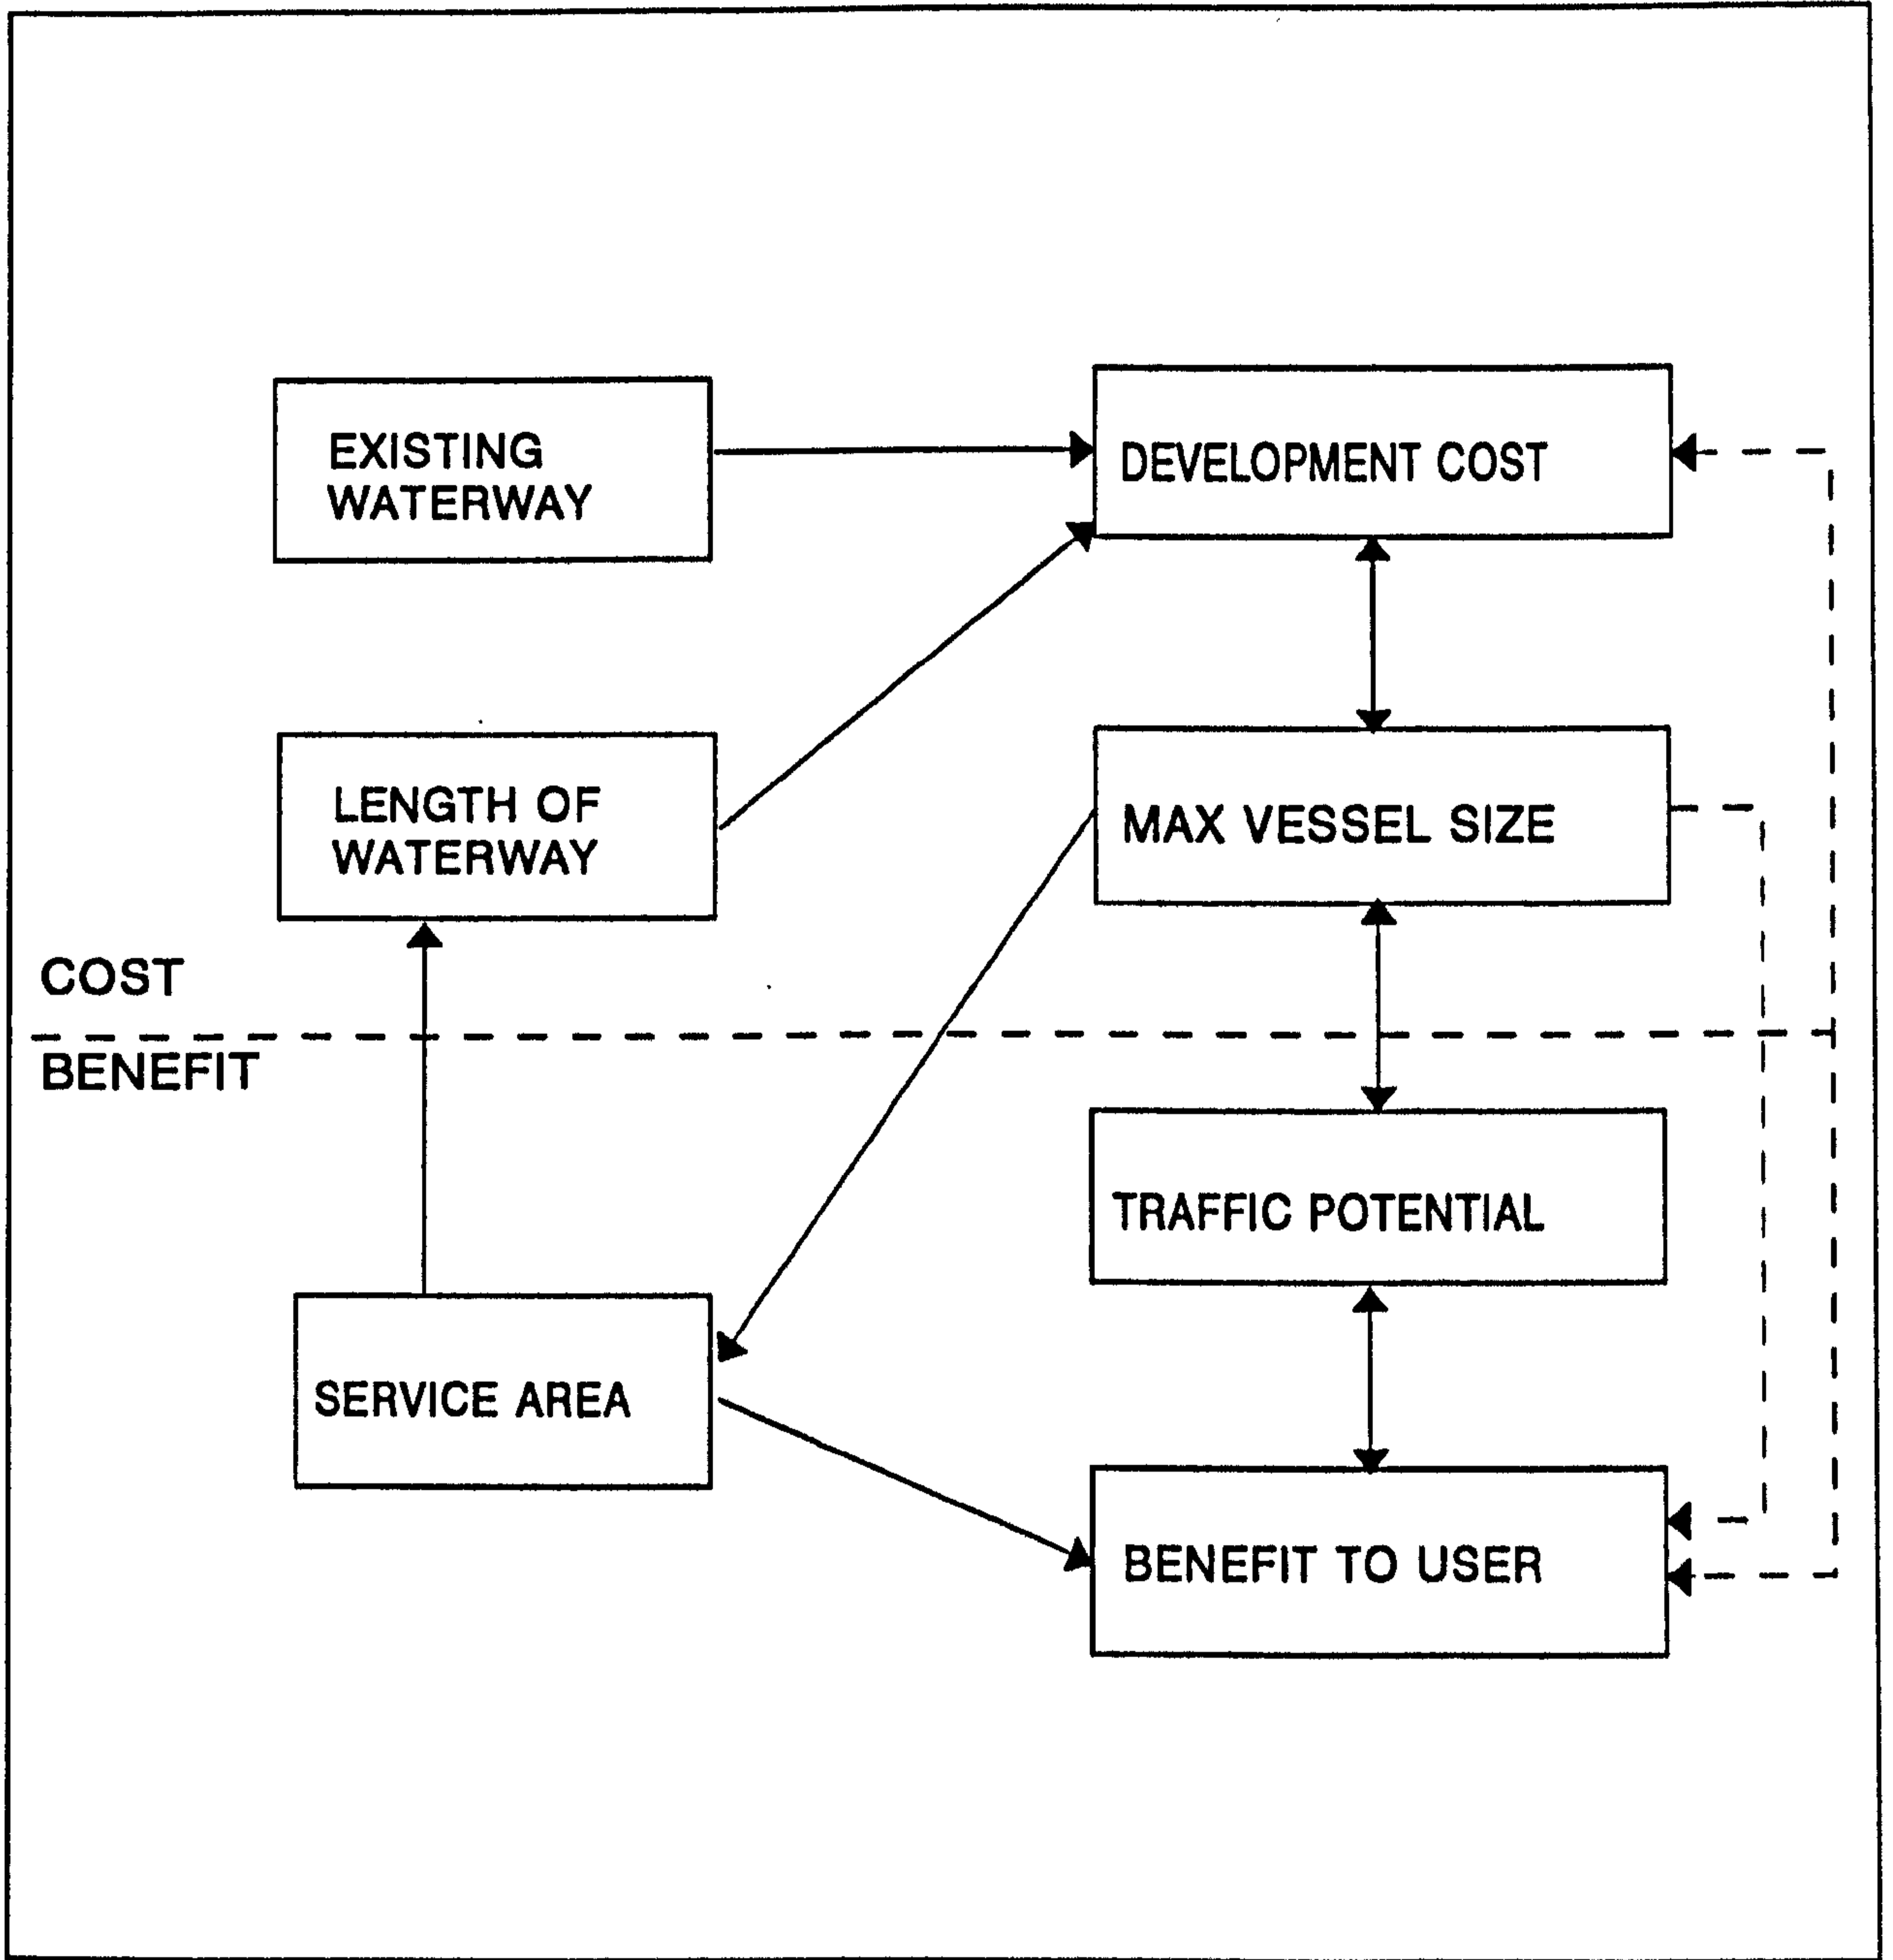 EXISTING
WATERWAY
DEVELOPMENT COST
LENGTH OF
WATERWAY
MAX VESSEL SIZE
COST
BENEFIT
TRAFFIC POTENTIAL
SERVICE AREA
BENEFIT TO USER